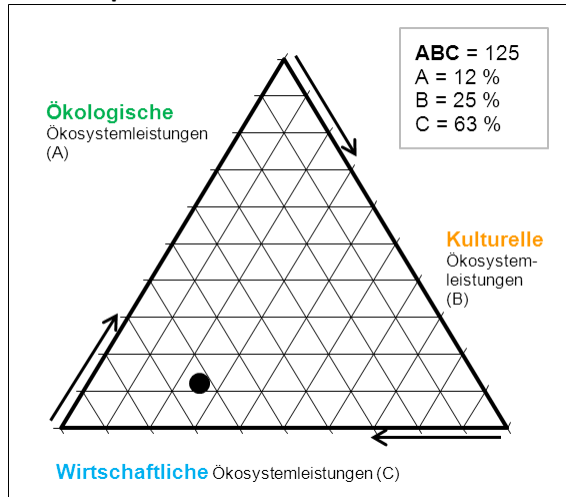 ABC = 125
A = 12 %
B = 25 %
C = 63 %
Ökologische
Ökosystemleistungen
(A)
Kulturelle
Ökosystem-
leistungen
(B)
Wirtschaftliche Ökosystemleistungen (C)